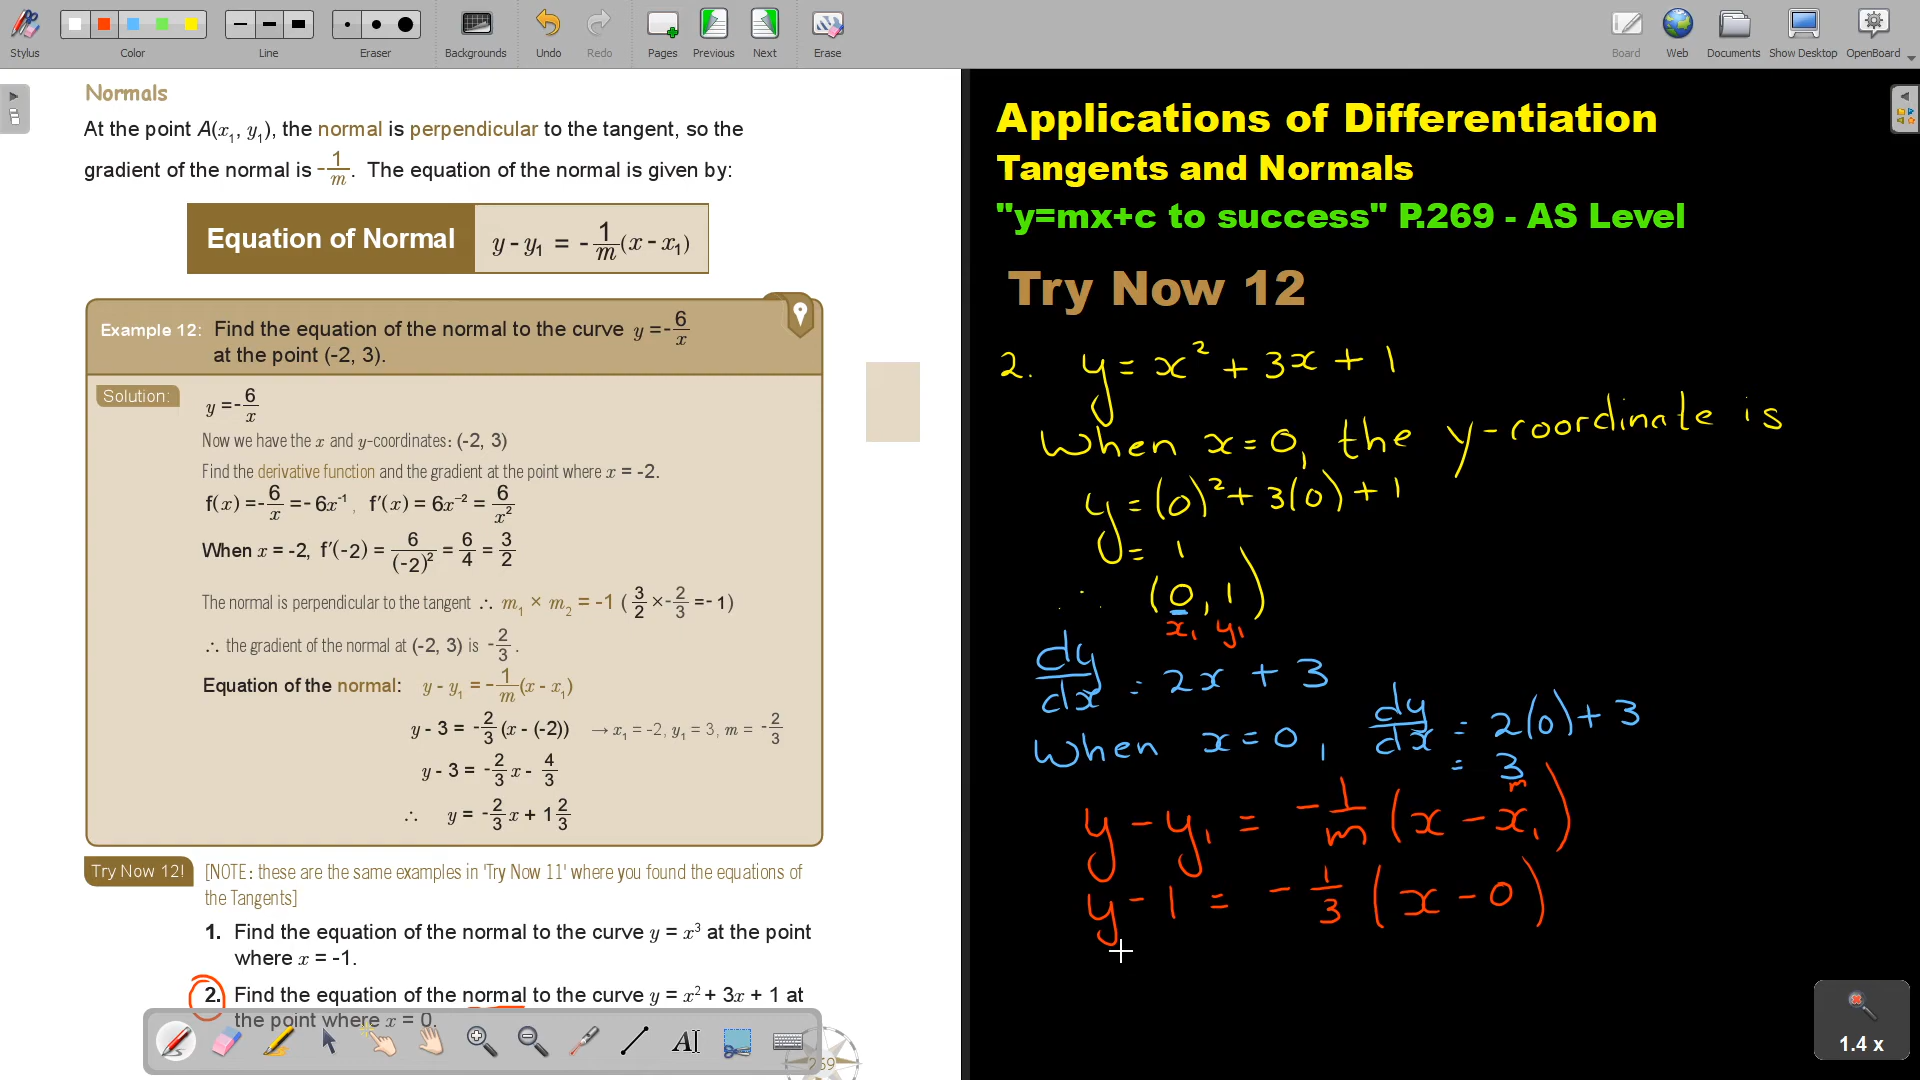 Stylus Color Line Eraser Backgrounds Undo Redo Pages Previous Next Erase Board Web Documents Show Desktop OpenBoard
Normals
At the point A(x₁, y₁), the normal is perpendicular to the tangent, so the
gradient of the normal is -1/m. The equation of the normal is given by:
Equation of Normal y - y₁ = -1/m(x - x₁)
Example 12: Find the equation of the normal to the curve y = -6/x
at the point (-2, 3).
Solution:
y = -6/x
Now we have the x and y-coordinates: (-2, 3)
Find the derivative function and the gradient at the point where x = -2.
f(x) = -6/x = -6x⁻¹, f′(x) = 6x⁻² = 6/x²
When x = -2, f′(-2) = 6/(-2)² = 6/4 = 3/2
The normal is perpendicular to the tangent ∴ m₁ × m₂ = -1 (3/2 × -2/3 = -1)
∴ the gradient of the normal at (-2, 3) is -2/3.
Equation of the normal: y - y₁ = -1/m(x - x₁)
y - 3 = -2/3 (x - (-2)) → x₁ = -2, y₁ = 3, m = -2/3
y - 3 = -2/3 x - 4/3
∴ y = -2/3 x + 1 2/3
Try Now 12! [NOTE: these are the same examples in 'Try Now 11' where you found the equations of
the Tangents]
1. Find the equation of the normal to the curve y = x³ at the point
where x = -1.
2. Find the equation of the normal to the curve y = x² + 3x + 1 at
the point where x = 0.
269
Applications of Differentiation
Tangents and Normals
"y=mx+c to success" P.269 - AS Level
Try Now 12
2. y = x² + 3x + 1
When x = 0, the y-coordinate is
y = (0)² + 3(0) + 1
= 1
∴ (0, 1)
x₁ y₁
dy/dx = 2x + 3
When x = 0, dy/dx = 2(0) + 3
= 3
m
y - y₁ = -1/m (x - x₁)
y - 1 = -1/3 (x - 0)
1.4 x